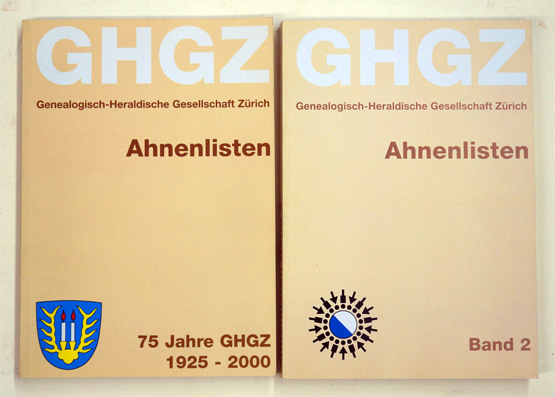 GHGZ
Genealogisch-Heraldische Gesellschaft Zürich
Ahnenlisten
75 Jahre GHGZ
1925 - 2000
GHGZ
Genealogisch-Heraldische Gesellschaft Zürich
Ahnenlisten
Band 2